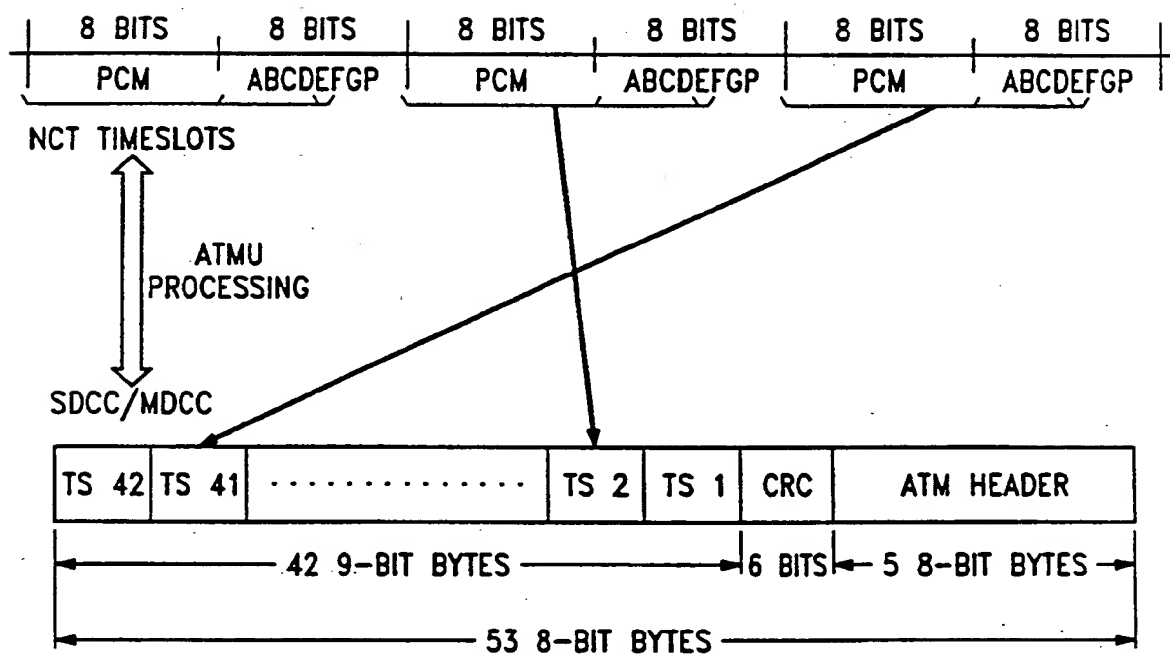 8 BITS 8 BITS 8 BITS 8 BITS 8 BITS 8 BITS
PCM ABCDEFGP PCM ABCDEFGP PCM ABCDEFGP
NCT TIMESLOTS
ATMU
PROCESSING
SDCC/MDCC
TS 42 TS 41 .............. TS 2 TS 1 CRC ATM HEADER
42 9-BIT BYTES 6 BITS 5 8-BIT BYTES
53 8-BIT BYTES